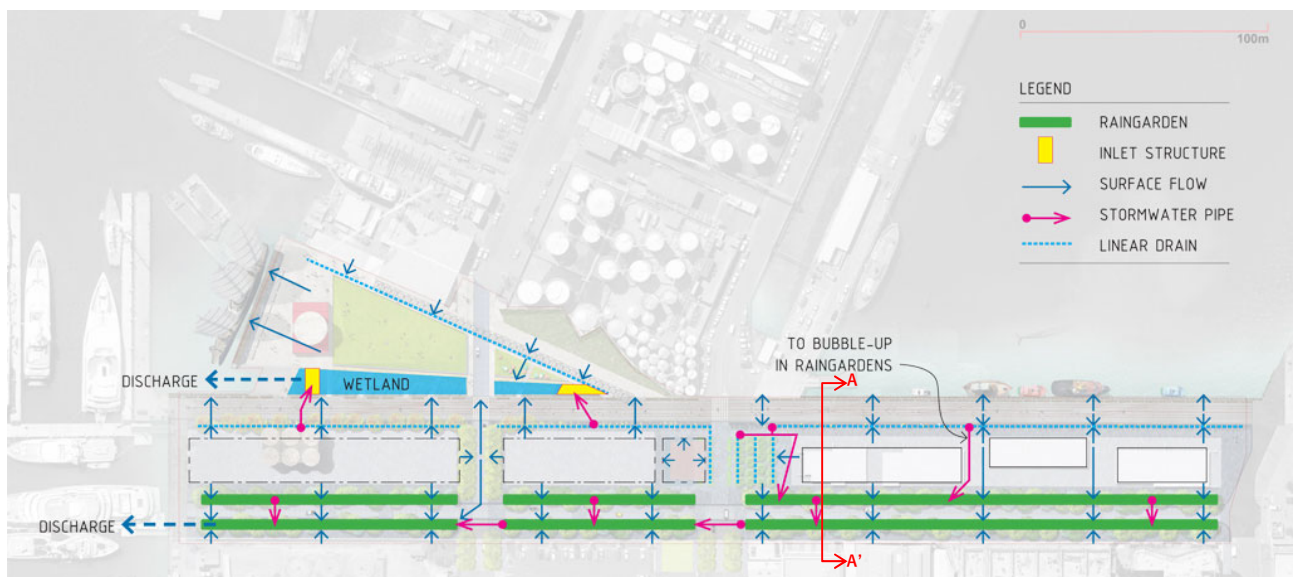 0
100m
LEGEND
RAINGARDEN
INLET STRUCTURE
SURFACE FLOW
STORMWATER PIPE
LINEAR DRAIN
TO BUBBLE-UP
IN RAINGARDENS
DISCHARGE
WETLAND
A
DISCHARGE
A'